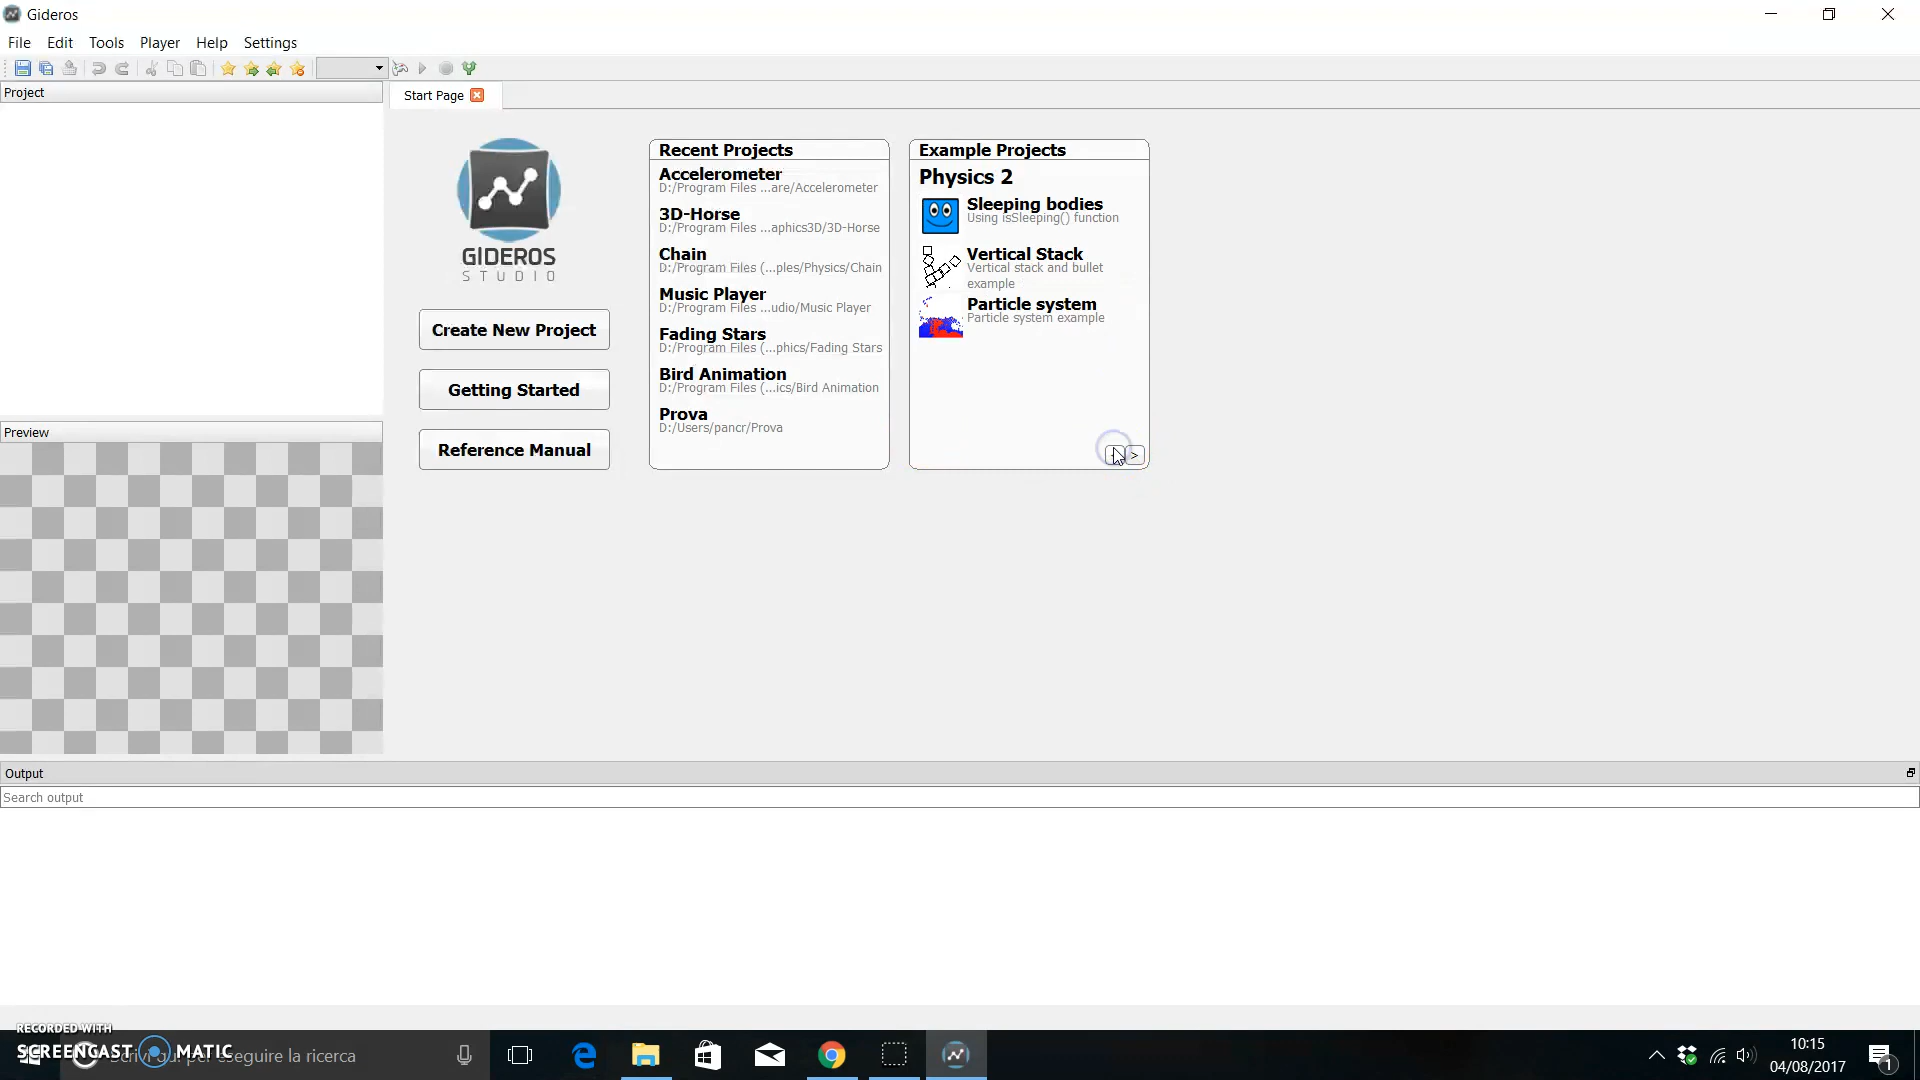 Gideros
File Edit Tools Player Help Settings
Project
Start Page
GIDEROS
STUDIO
Create New Project
Getting Started
Reference Manual
Recent Projects
Accelerometer
D:/Program Files ...are/Accelerometer
3D-Horse
D:/Program Files ...aphics3D/3D-Horse
Chain
D:/Program Files (...ples/Physics/Chain
Music Player
D:/Program Files ...udio/Music Player
Fading Stars
D:/Program Files (...phics/Fading Stars
Bird Animation
D:/Program Files (...ics/Bird Animation
Prova
D:/Users/pancr/Prova
Example Projects
Physics 2
Sleeping bodies
Using isSleeping() function
Vertical Stack
Vertical stack and bullet
example
Particle system
Particle system example
>
Preview
Output
Search output
RECORDED WITH
SCREENCAST MATIC
eseguire la ricerca
10:15
04/08/2017
1